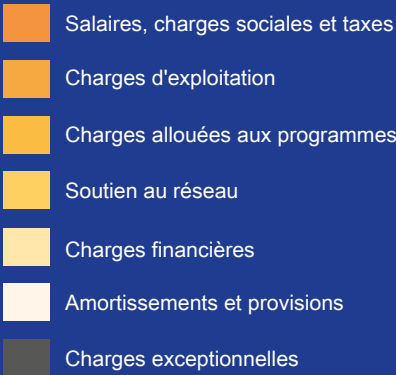 Salaires, charges sociales et taxes
Charges d'exploitation
Charges allouées aux programmes
Soutien au réseau
Charges financières
Amortissements et provisions
Charges exceptionnelles